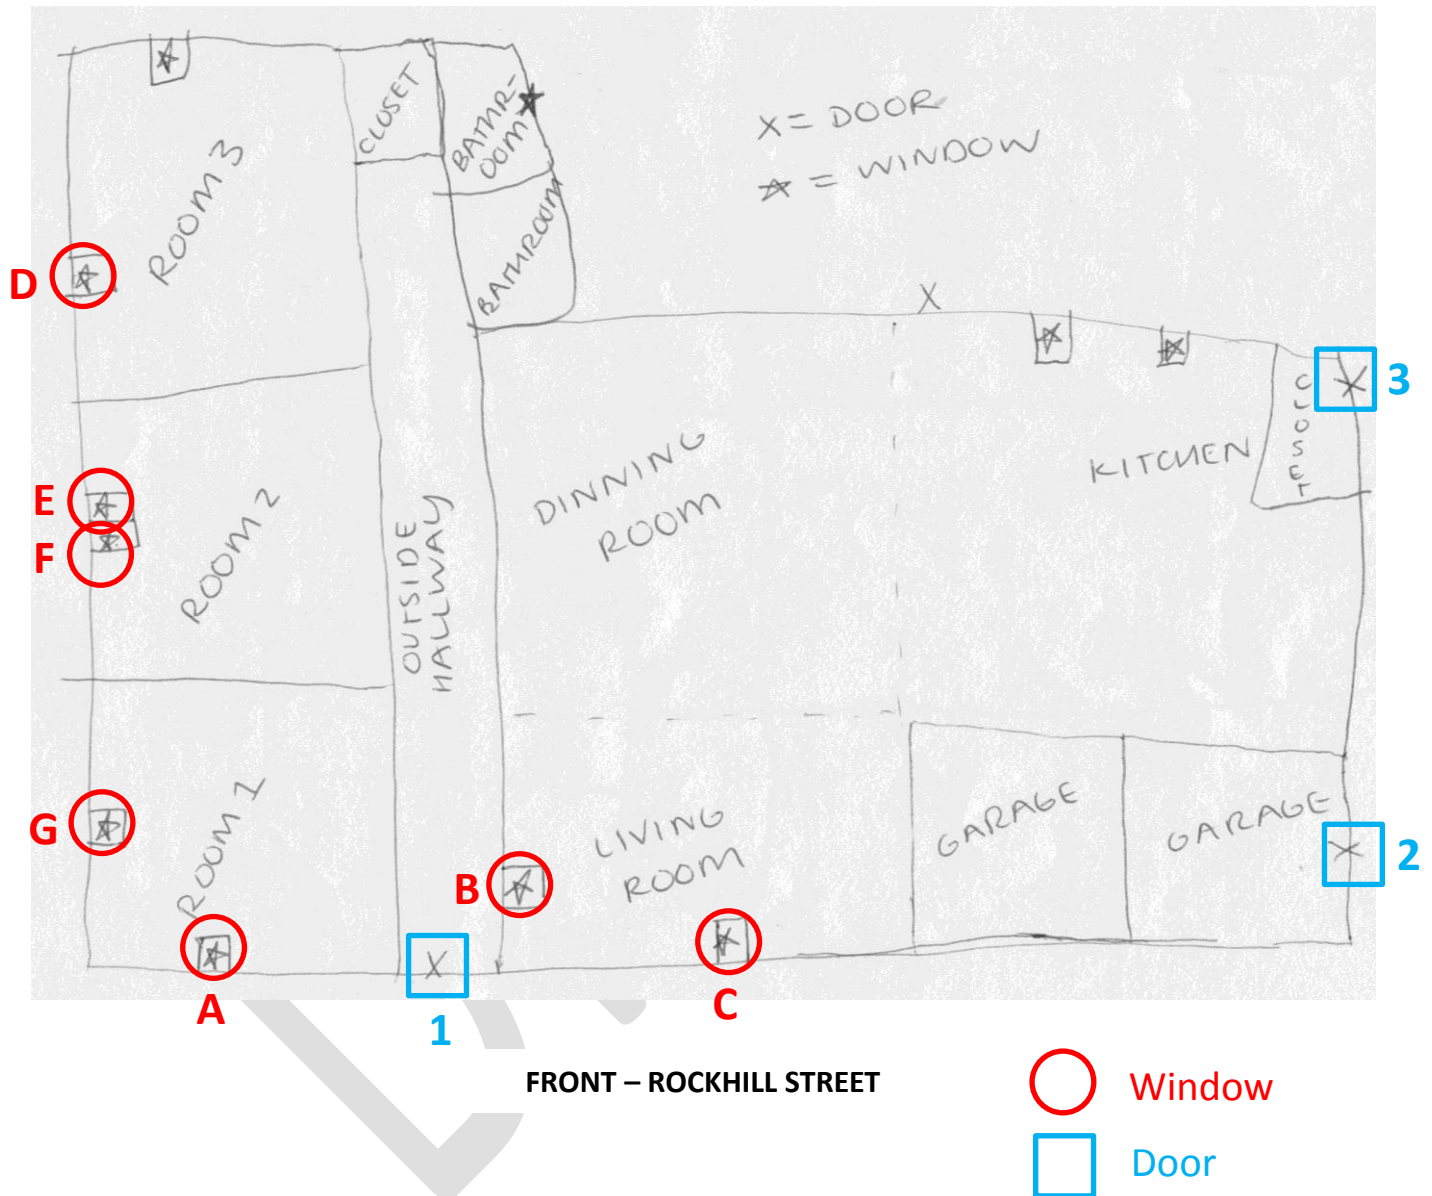 CLOSET
BATHR-
OOM
X = DOOR
☆ = WINDOW
ROOM 3
BATHROOM
D
X
3
CLOSET
KITCHEN
DINNING
ROOM
E
F
ROOM 2
OUTSIDE
HALLWAY
G
ROOM 1
LIVING
ROOM
GARAGE
GARAGE
X
2
B
X
A
C
1
FRONT – ROCKHILL STREET
Window
Door